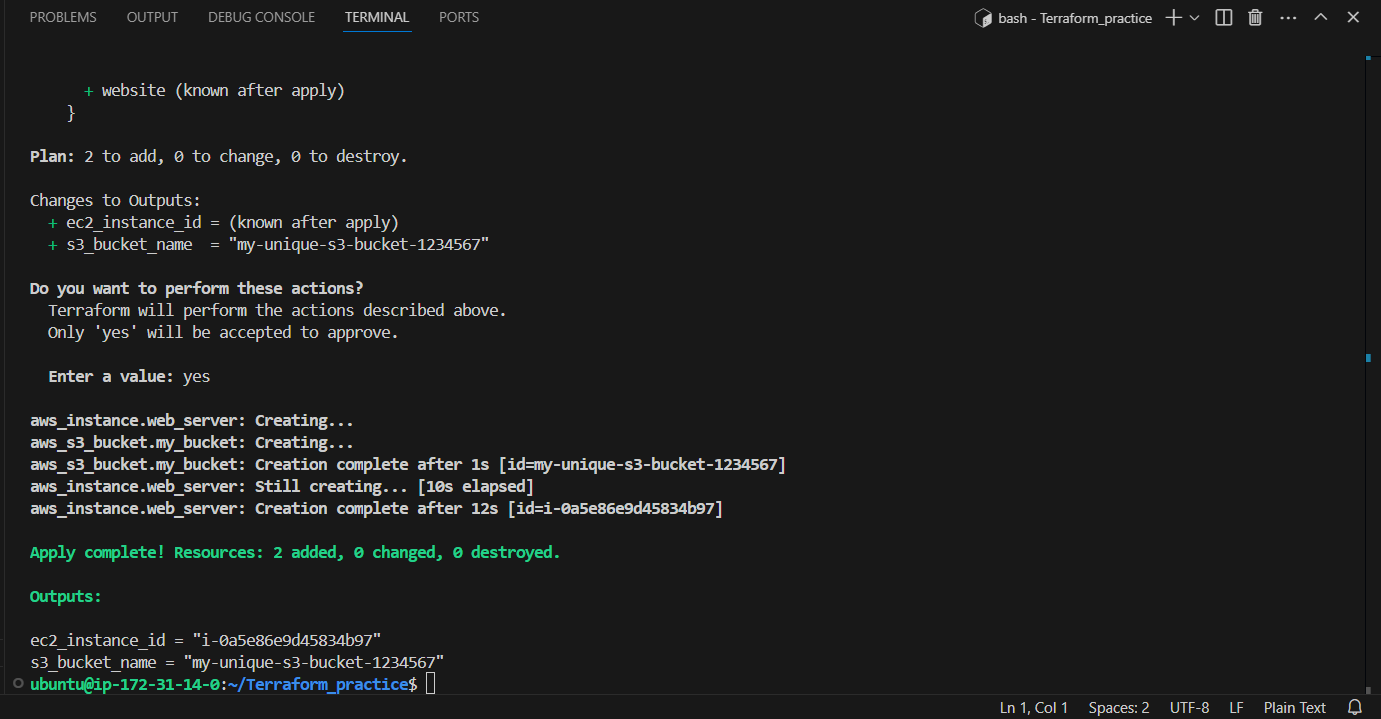 PROBLEMS OUTPUT DEBUG CONSOLE TERMINAL PORTS bash - Terraform_practice
+ website (known after apply)
}
Plan: 2 to add, 0 to change, 0 to destroy.
Changes to Outputs:
+ ec2_instance_id = (known after apply)
+ s3_bucket_name  = "my-unique-s3-bucket-1234567"
Do you want to perform these actions?
Terraform will perform the actions described above.
Only 'yes' will be accepted to approve.
Enter a value: yes
aws_instance.web_server: Creating...
aws_s3_bucket.my_bucket: Creating...
aws_s3_bucket.my_bucket: Creation complete after 1s [id=my-unique-s3-bucket-1234567]
aws_instance.web_server: Still creating... [10s elapsed]
aws_instance.web_server: Creation complete after 12s [id=i-0a5e86e9d45834b97]
Apply complete! Resources: 2 added, 0 changed, 0 destroyed.
Outputs:
ec2_instance_id = "i-0a5e86e9d45834b97"
s3_bucket_name = "my-unique-s3-bucket-1234567"
ubuntu@ip-172-31-14-0:~/Terraform_practice$
Ln 1, Col 1 Spaces: 2 UTF-8 LF Plain Text